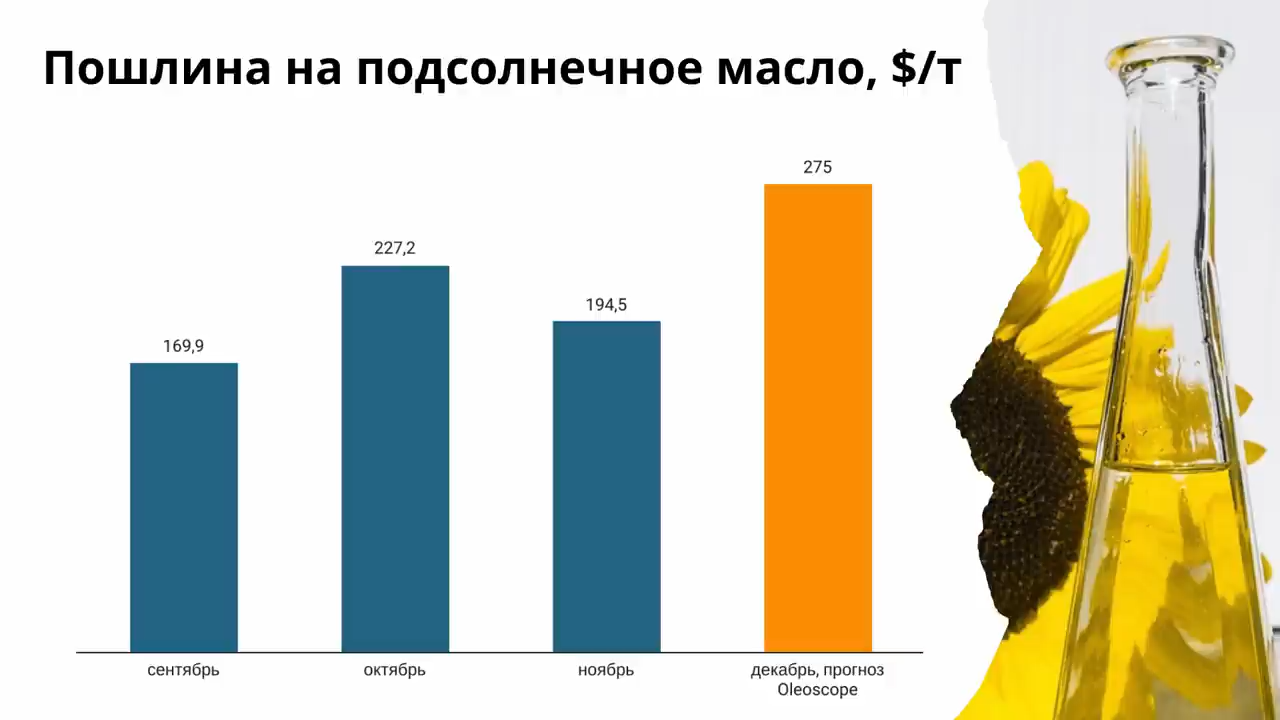 Пошлина на подсолнечное масло, $/т
275
227,2
194,5
169,9
сентябрь
октябрь
ноябрь
декабрь, прогноз
Oleoscope